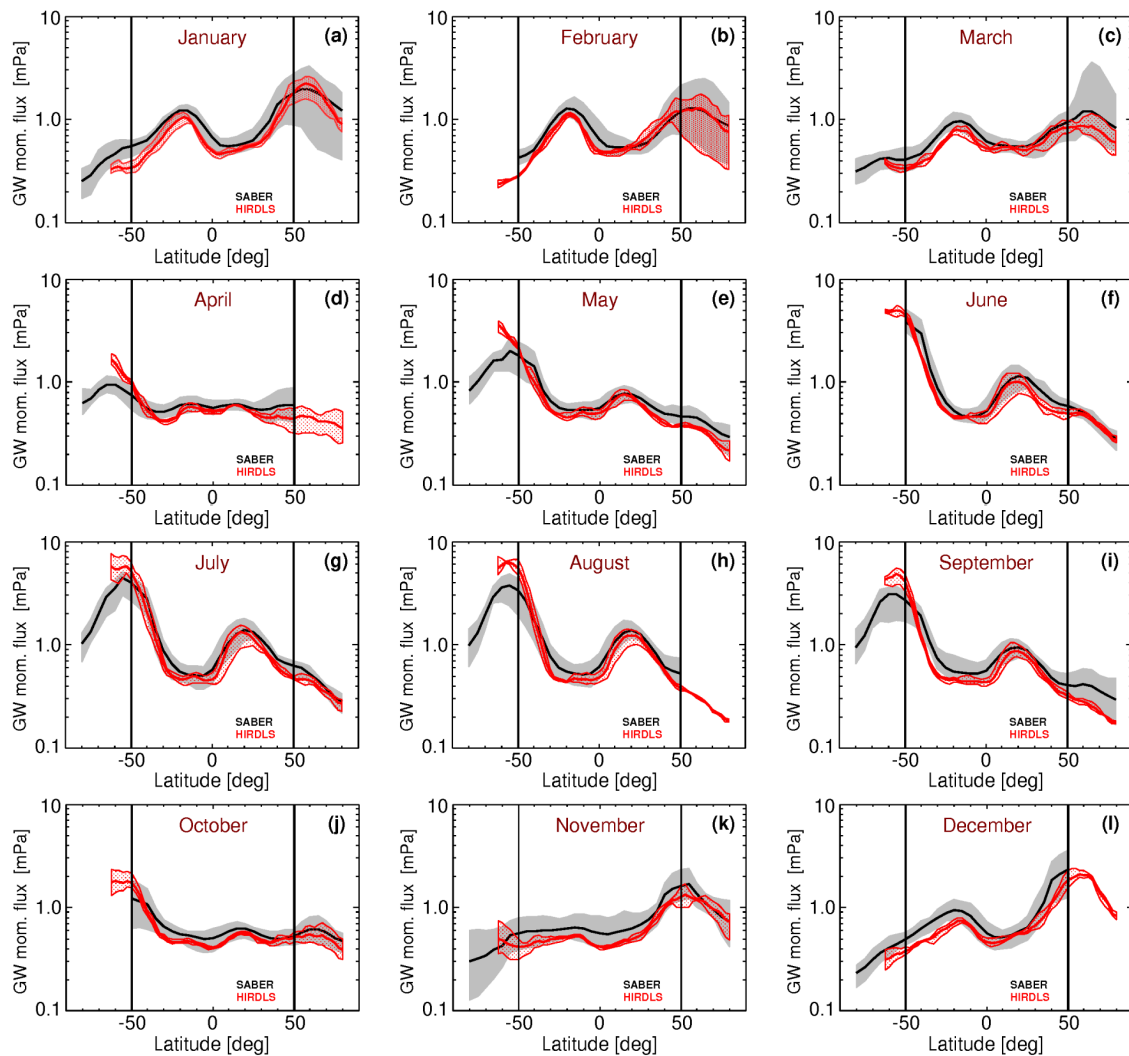 10
1.0
0.1
GW mom. flux [mPa]
January
(a)
SABER
HIRDLS
-50 0 50
Latitude [deg]
10
1.0
0.1
GW mom. flux [mPa]
February
(b)
SABER
HIRDLS
-50 0 50
Latitude [deg]
10
1.0
0.1
GW mom. flux [mPa]
March
(c)
SABER
HIRDLS
-50 0 50
Latitude [deg]
10
1.0
0.1
GW mom. flux [mPa]
April
(d)
SABER
HIRDLS
-50 0 50
Latitude [deg]
10
1.0
0.1
GW mom. flux [mPa]
May
(e)
SABER
HIRDLS
-50 0 50
Latitude [deg]
10
1.0
0.1
GW mom. flux [mPa]
June
(f)
SABER
HIRDLS
-50 0 50
Latitude [deg]
10
1.0
0.1
GW mom. flux [mPa]
July
(g)
SABER
HIRDLS
-50 0 50
Latitude [deg]
10
1.0
0.1
GW mom. flux [mPa]
August
(h)
SABER
HIRDLS
-50 0 50
Latitude [deg]
10
1.0
0.1
GW mom. flux [mPa]
September
(i)
SABER
HIRDLS
-50 0 50
Latitude [deg]
10
1.0
0.1
GW mom. flux [mPa]
October
(j)
SABER
HIRDLS
-50 0 50
Latitude [deg]
10
1.0
0.1
GW mom. flux [mPa]
November
(k)
SABER
HIRDLS
-50 0 50
Latitude [deg]
10
1.0
0.1
GW mom. flux [mPa]
December
(l)
SABER
HIRDLS
-50 0 50
Latitude [deg]